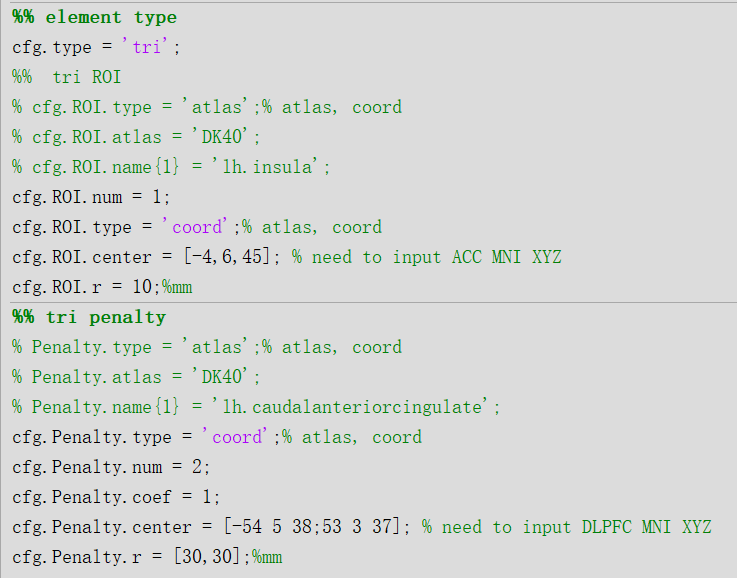 %% element type
cfg.type = 'tri';
%%  tri ROI
% cfg.ROI.type = 'atlas';% atlas, coord
% cfg.ROI.atlas = 'DK40';
% cfg.ROI.name{1} = 'lh.insula';
cfg.ROI.num = 1;
cfg.ROI.type = 'coord';% atlas, coord
cfg.ROI.center = [-4,6,45]; % need to input ACC MNI XYZ
cfg.ROI.r = 10;%mm
%% tri penalty
% Penalty.type = 'atlas';% atlas, coord
% Penalty.atlas = 'DK40';
% Penalty.name{1} = 'lh.caudalanteriorcingulate';
cfg.Penalty.type = 'coord';% atlas, coord
cfg.Penalty.num = 2;
cfg.Penalty.coef = 1;
cfg.Penalty.center = [-54 5 38;53 3 37]; % need to input DLPFC MNI XYZ
cfg.Penalty.r = [30,30];%mm